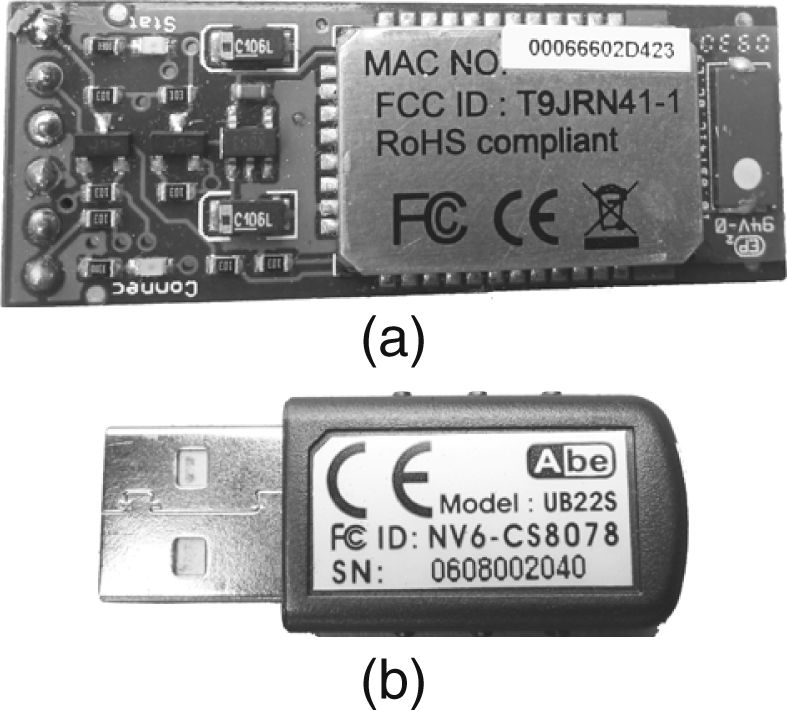 Stat
C106L
00066602D423
MAC NO.
FCC ID : T9JRN41-1
RoHS compliant
FC CE
C106L
94V-0
Connec
(a)
CE Abe
Model : UB22S
FC ID: NV6-CS8078
SN: 0608002040
(b)